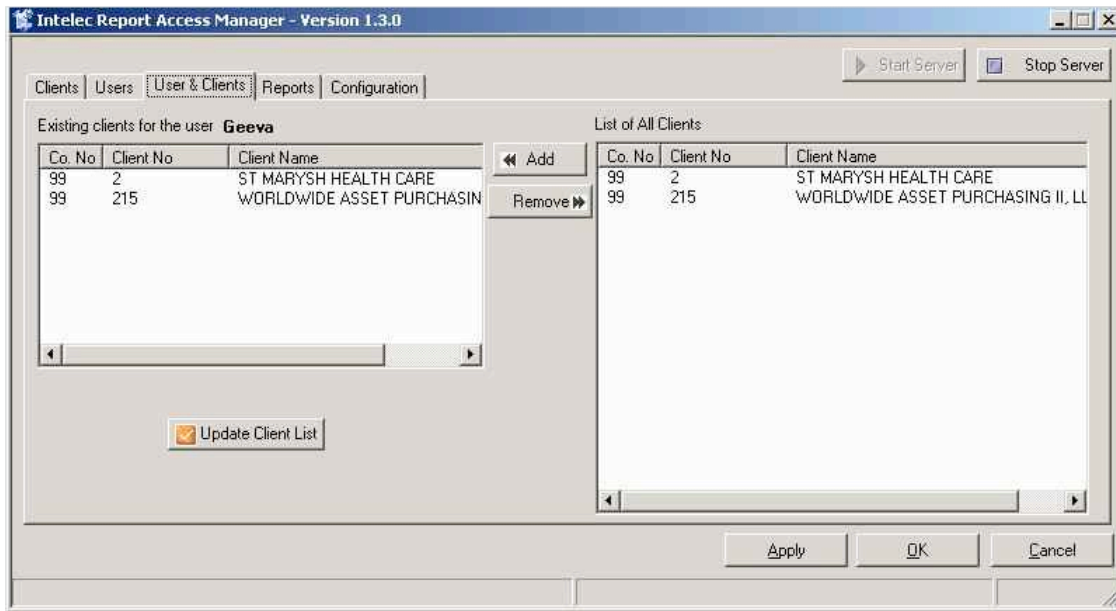 Intelec Report Access Manager - Version 1.3.0
Start Server Stop Server
Clients Users User & Clients Reports Configuration
Existing clients for the user Geeva
Co. No Client No Client Name
99 2 ST MARYSH HEALTH CARE
99 215 WORLDWIDE ASSET PURCHASIN
Add
Remove
Update Client List
List of All Clients
Co. No Client No Client Name
99 2 ST MARYSH HEALTH CARE
99 215 WORLDWIDE ASSET PURCHASING II, LL
Apply OK Cancel